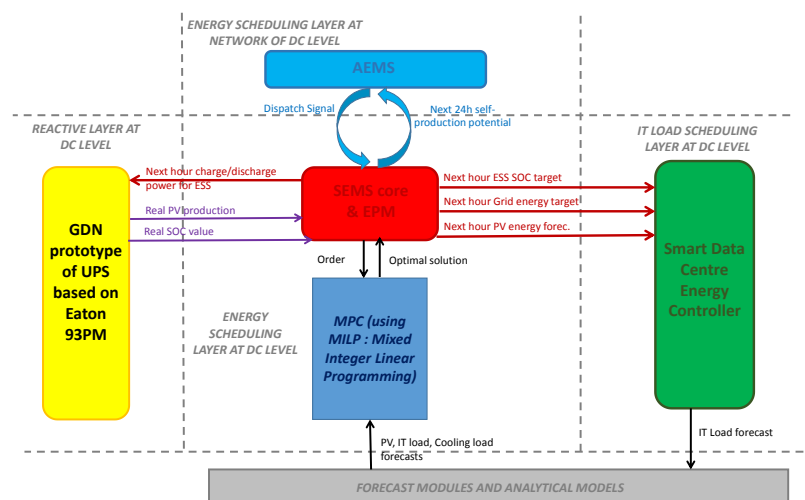 ENERGY SCHEDULING LAYER AT
NETWORK OF DC LEVEL
AEMS
Dispatch Signal
Next 24h self-
production potential
REACTIVE LAYER AT
DC LEVEL
IT LOAD SCHEDULING
LAYER AT DC LEVEL
Next hour charge/discharge
power for ESS
Real PV production
Real SOC value
GDN
prototype
of UPS
based on
Eaton
93PM
SEMS core
& EPM
Next hour ESS SOC target
Next hour Grid energy target
Next hour PV energy forec.
Smart Data
Centre
Energy
Controller
Order
Optimal solution
ENERGY
SCHEDULING
LAYER AT DC LEVEL
MPC (using
MILP : Mixed
Integer Linear
Programming)
PV, IT load, Cooling load
forecasts
IT Load forecast
FORECAST MODULES AND ANALYTICAL MODELS